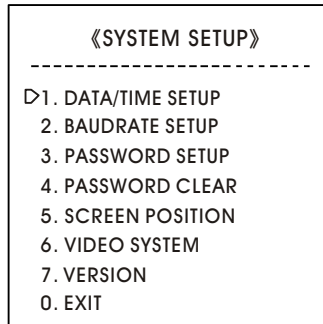 《SYSTEM SETUP》
1. DATA/TIME SETUP
2. BAUDRATE SETUP
3. PASSWORD SETUP
4. PASSWORD CLEAR
5. SCREEN POSITION
6. VIDEO SYSTEM
7. VERSION
0. EXIT